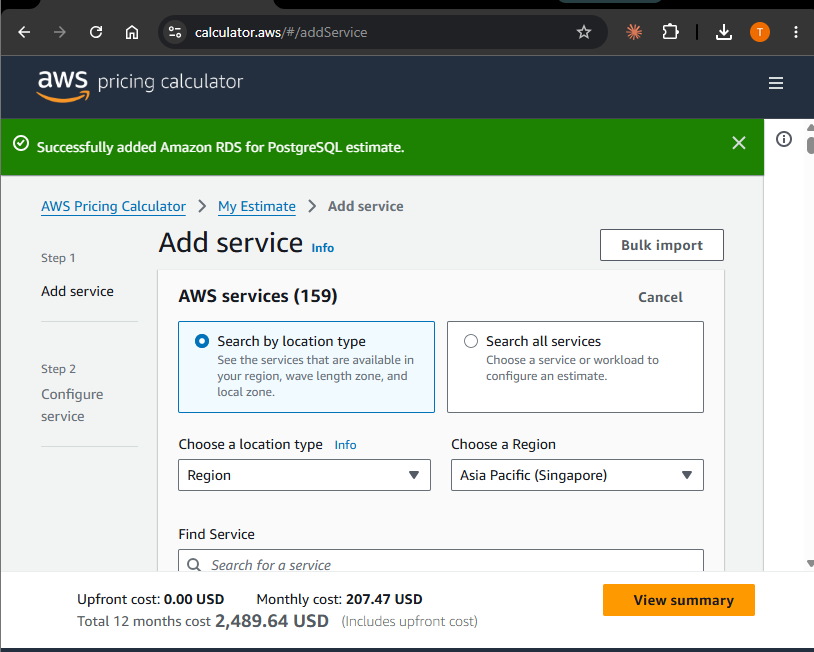 calculator.aws/#/addService
T
aws pricing calculator
Successfully added Amazon RDS for PostgreSQL estimate.
AWS Pricing Calculator > My Estimate > Add service
Step 1
Add service
Step 2
Configure
service
Add service Info
Bulk import
AWS services (159)
Cancel
Search by location type
See the services that are available in
your region, wave length zone, and
local zone.
Search all services
Choose a service or workload to
configure an estimate.
Choose a location type Info
Region
Choose a Region
Asia Pacific (Singapore)
Find Service
Search for a service
Upfront cost: 0.00 USD Monthly cost: 207.47 USD
Total 12 months cost 2,489.64 USD (Includes upfront cost)
View summary